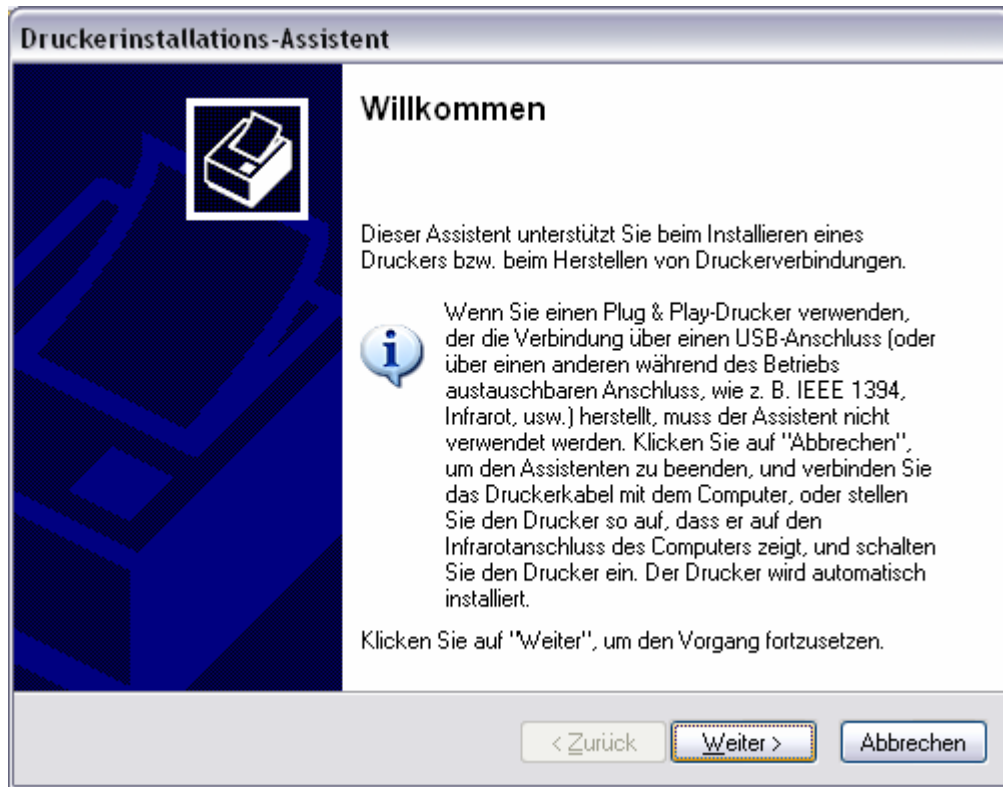 Druckerinstallations-Assistent
Willkommen
Dieser Assistent unterstützt Sie beim Installieren eines
Druckers bzw. beim Herstellen von Druckerverbindungen.
Wenn Sie einen Plug & Play-Drucker verwenden,
der die Verbindung über einen USB-Anschluss (oder
über einen anderen während des Betriebs
austauschbaren Anschluss, wie z. B. IEEE 1394,
Infrarot, usw.) herstellt, muss der Assistent nicht
verwendet werden. Klicken Sie auf "Abbrechen",
um den Assistenten zu beenden, und verbinden Sie
das Druckerkabel mit dem Computer, oder stellen
Sie den Drucker so auf, dass er auf den
Infrarotanschluss des Computers zeigt, und schalten
Sie den Drucker ein. Der Drucker wird automatisch
installiert.
Klicken Sie auf "Weiter", um den Vorgang fortzusetzen.
< Zurück Weiter > Abbrechen